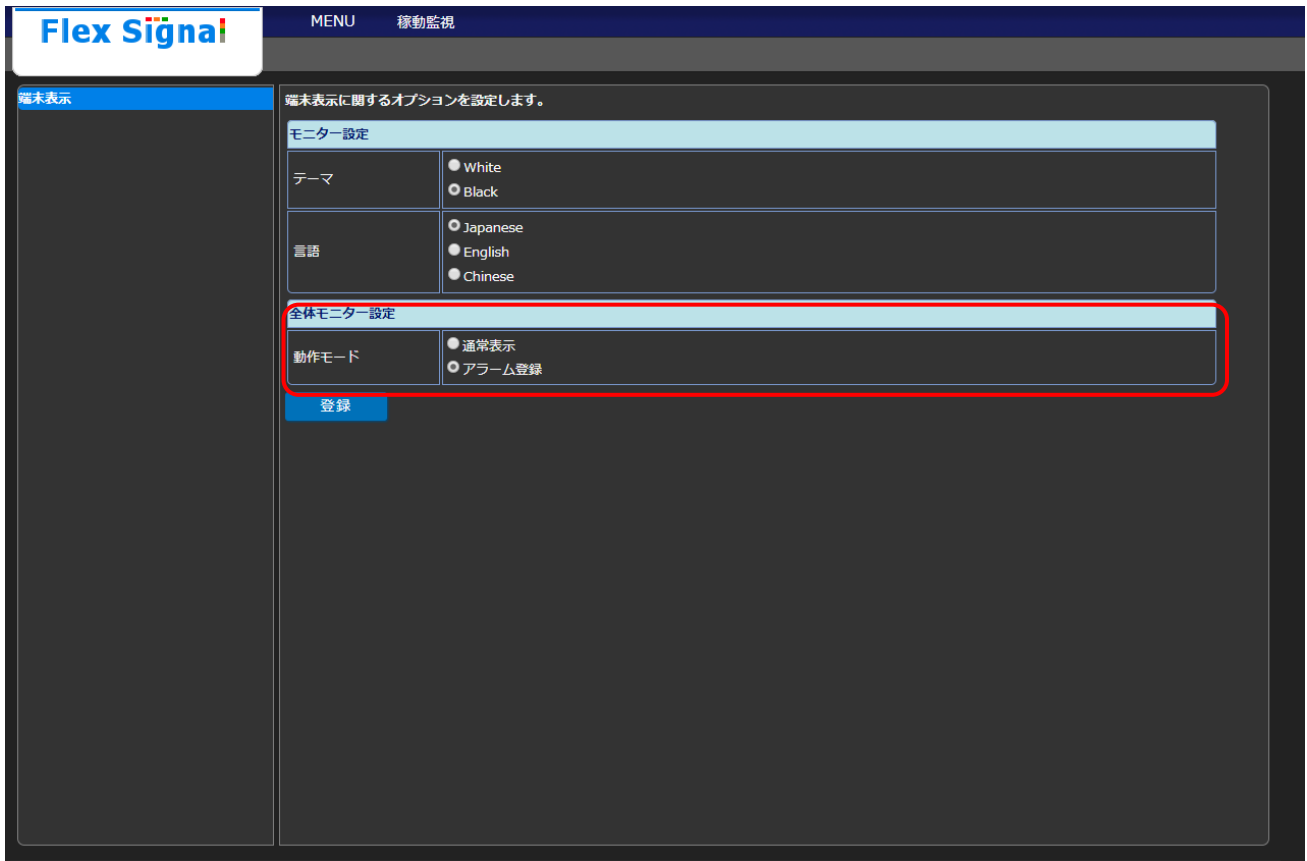 Flex Signal
MENU 稼動監視
端末表示
端末表示に関するオプションを設定します。
モニター設定
テーマ
White
Black
言語
Japanese
English
Chinese
全体モニター設定
動作モード
通常表示
アラーム登録
登録